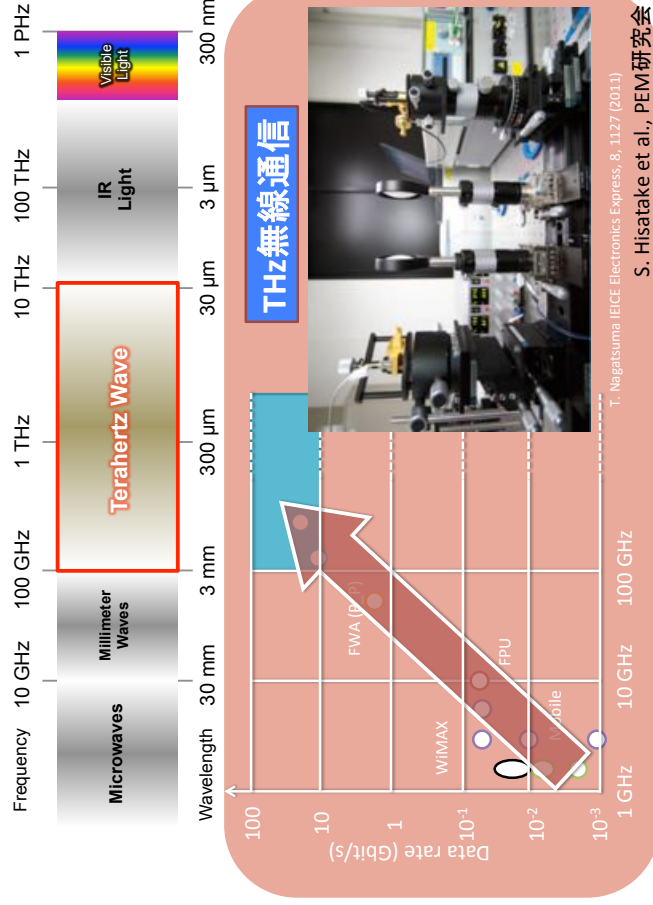 Frequency
10 GHz
100 GHz
1 THz
10 THz
100 THz
1 PHz
Microwaves
Millimeter
Waves
Terahertz Wave
IR
Light
Visible
Light
Wavelength
30 mm
3 mm
300 µm
30 µm
3 µm
300 nm
THz無線通信
Data rate (Gbit/s)
100
10
1
10-1
10-2
10-3
1 GHz
10 GHz
100 GHz
WiMAX
Mobile
FPU
FWA (P
P)
T. Nagatsuma IEICE Electronics Express, 8, 1127 (2011)
S. Hisatake et al., PEM研究会